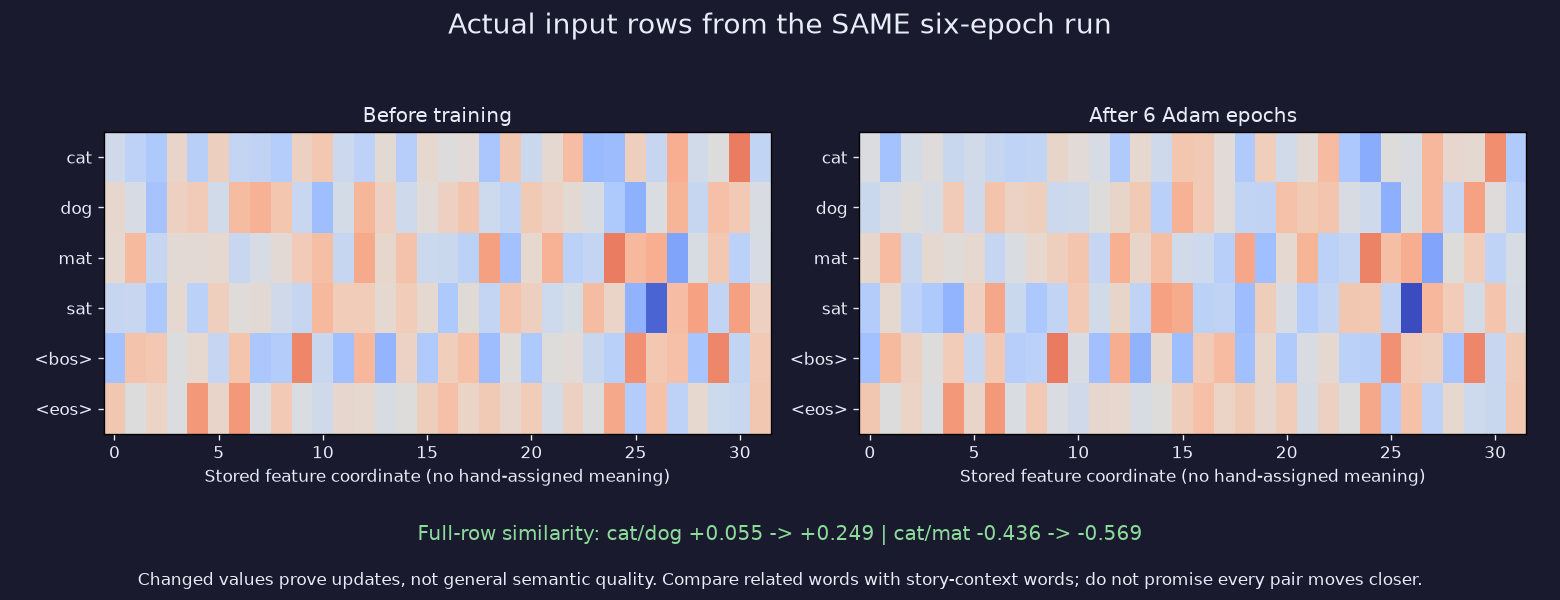 Actual input rows from the SAME six-epoch run
Before training
After 6 Adam epochs
cat
dog
mat
sat
<bos>
<eos>
0 5 10 15 20 25 30
Stored feature coordinate (no hand-assigned meaning)
cat
dog
mat
sat
<bos>
<eos>
0 5 10 15 20 25 30
Stored feature coordinate (no hand-assigned meaning)
Full-row similarity: cat/dog +0.055 -> +0.249 | cat/mat -0.436 -> -0.569
Changed values prove updates, not general semantic quality. Compare related words with story-context words; do not promise every pair moves closer.